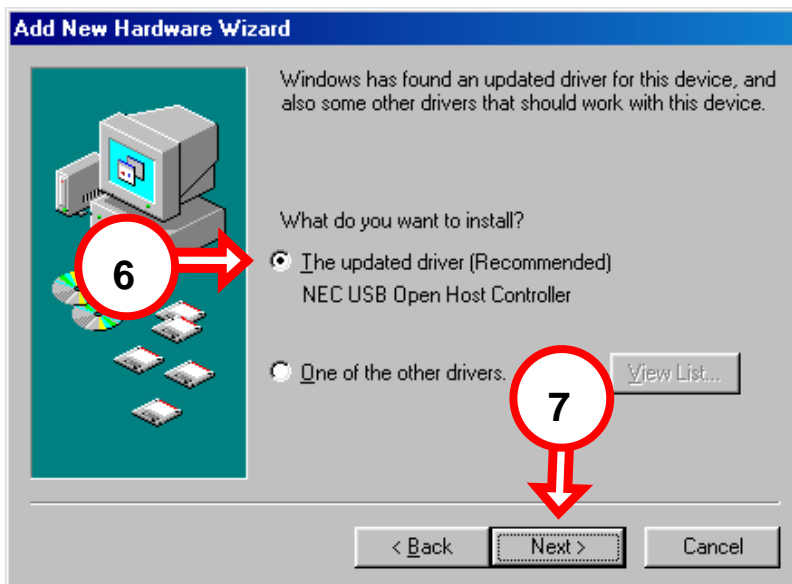 Add New Hardware Wizard
Windows has found an updated driver for this device, and
also some other drivers that should work with this device.
What do you want to install?
6
The updated driver (Recommended)
NEC USB Open Host Controller
One of the other drivers.
View List...
7
< Back
Next >
Cancel